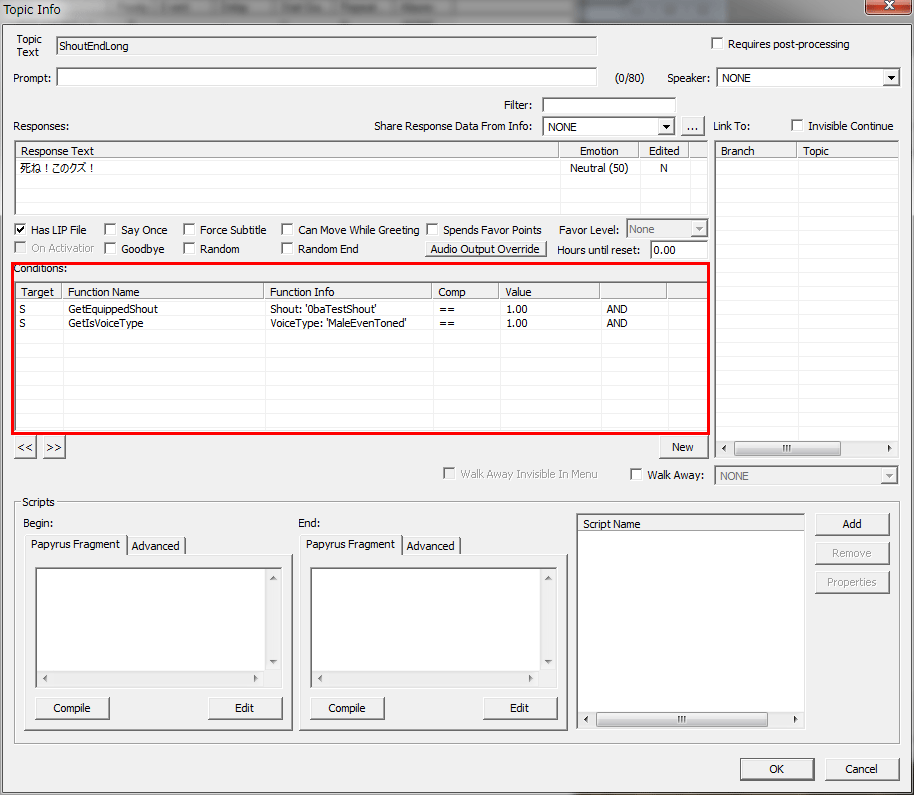 Topic Info
Topic Text
ShoutEndLong
Requires post-processing
Prompt:
(0/80)
Speaker:
NONE
Filter:
Responses:
Share Response Data From Info:
NONE
...
Link To:
Invisible Continue
Response Text Emotion Edited
死ね！このクズ！ Neutral (50) N
Branch Topic
Has LIP File Say Once Force Subtitle Can Move While Greeting Spends Favor Points Favor Level: None
On Activation Goodbye Random Random End Audio Output Override Hours until reset: 0.00
Conditions:
Target Function Name Function Info Comp Value
S GetEquippedShout Shout: '0baTestShout' == 1.00 AND
S GetIsVoiceType VoiceType: 'MaleEvenToned' == 1.00 AND
<< >> New
Walk Away Invisible In Menu Walk Away: NONE
Scripts
Begin:
Papyrus Fragment Advanced
Compile Edit
End:
Papyrus Fragment Advanced
Compile Edit
Script Name
Add
Remove
Properties
OK Cancel